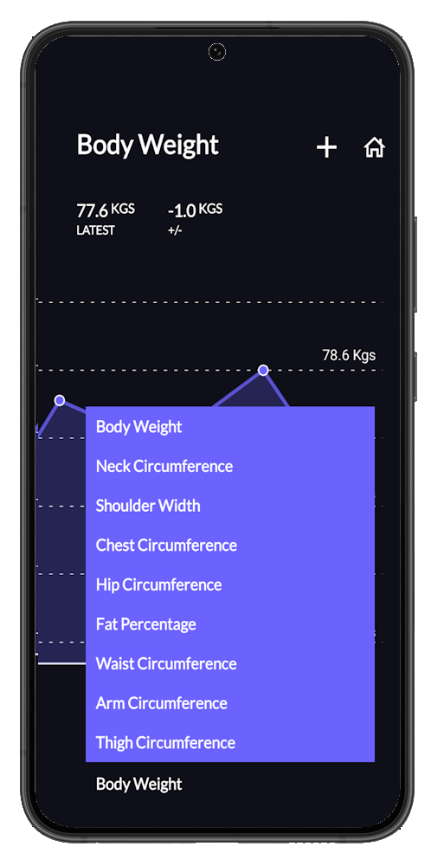 Body Weight
77.6 KGS -1.0 KGS
LATEST +/-
78.6 Kgs
Body Weight
Neck Circumference
Shoulder Width
Chest Circumference
Hip Circumference
Fat Percentage
Waist Circumference
Arm Circumference
Thigh Circumference
Body Weight